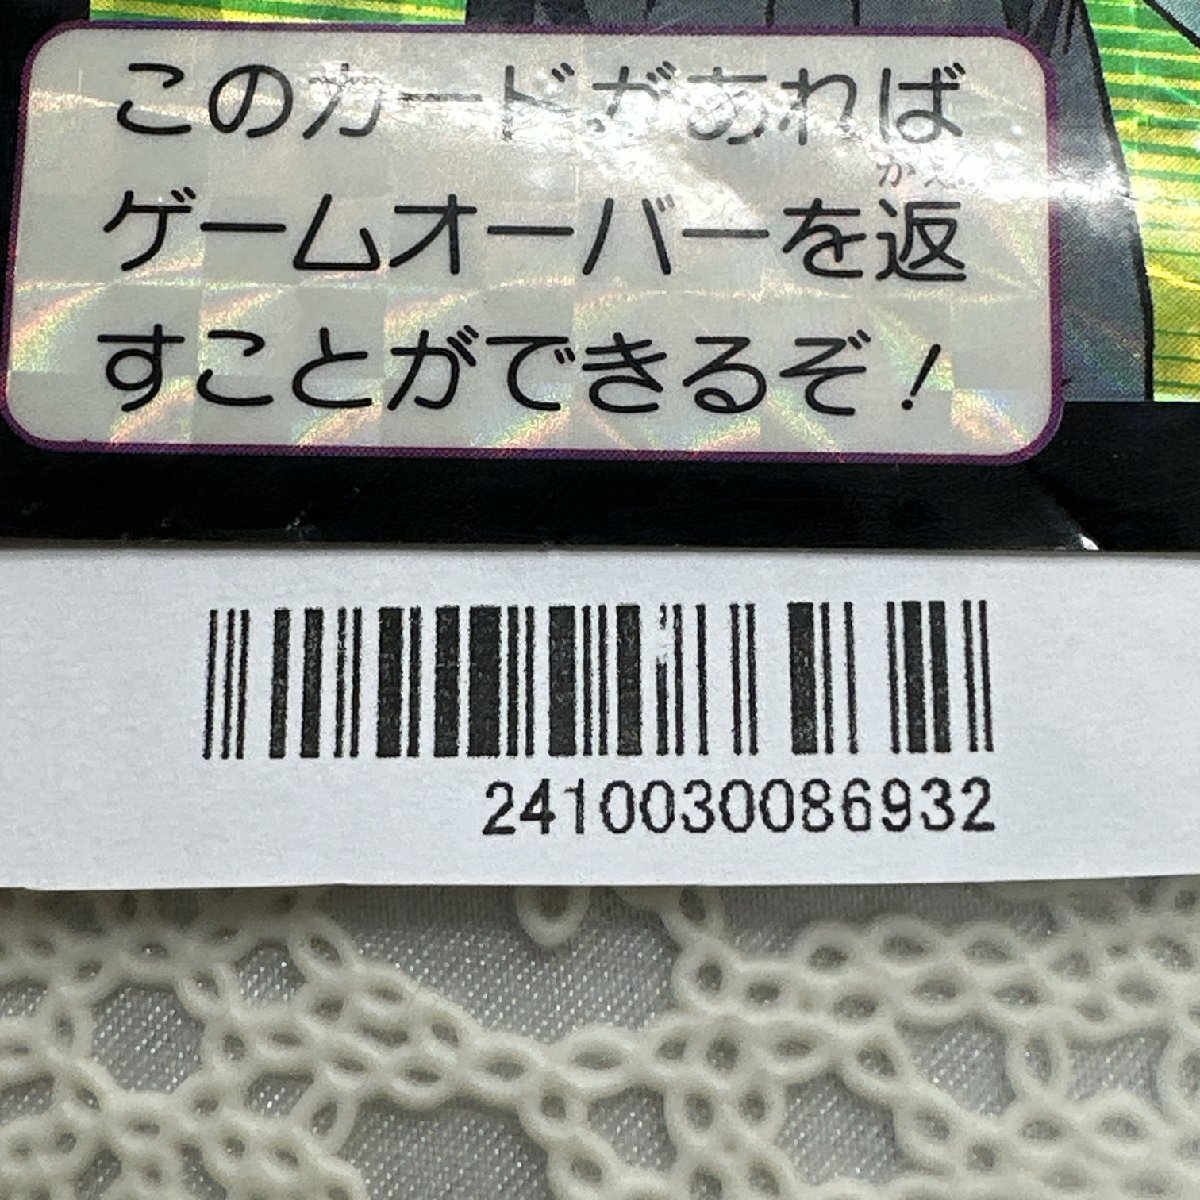 このカードがあれば
ゲームオーバーを返
かえ
すことができるぞ!
2410030086932